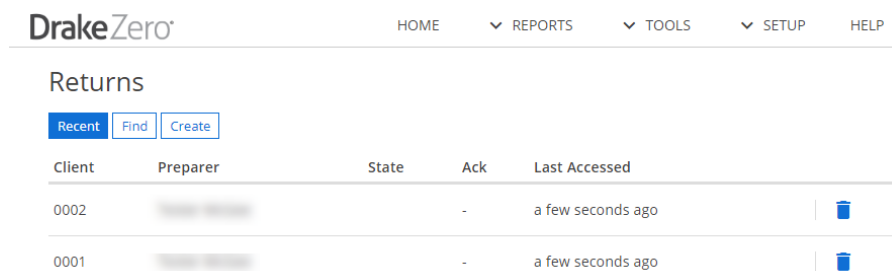 DrakeZero HOME REPORTS TOOLS SETUP HELP
Returns
Recent Find Create
Client Preparer State Ack Last Accessed
0002 - a few seconds ago
0001 - a few seconds ago